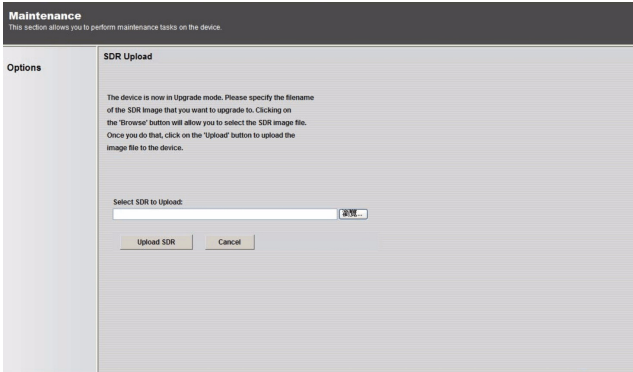 Maintenance
This section allows you to perform maintenance tasks on the device.
Options
SDR Upload
The device is now in Upgrade mode. Please specify the filename
of the SDR Image that you want to upgrade to. Clicking on
the 'Browse' button will allow you to select the SDR image file.
Once you do that, click on the 'Upload' button to upload the
image file to the device.
Select SDR to Upload:
Upload SDR
Cancel